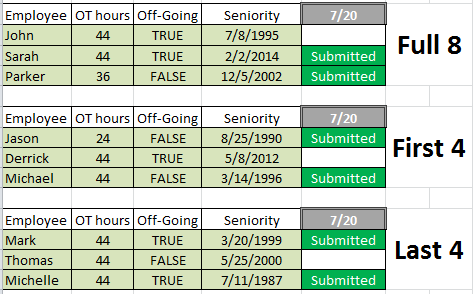 Employee OT hours Off-Going Seniority 7/20
John 44 TRUE 7/8/1995
Full 8
Sarah 44 TRUE 2/2/2014 Submitted
Parker 36 FALSE 12/5/2002 Submitted
Employee OT hours Off-Going Seniority 7/20
Jason 24 FALSE 8/25/1990 Submitted
First 4
Derrick 44 TRUE 5/8/2012
Michael 44 FALSE 3/14/1996 Submitted
Employee OT hours Off-Going Seniority 7/20
Mark 44 TRUE 3/20/1999 Submitted
Last 4
Thomas 44 FALSE 5/25/2000
Michelle 44 TRUE 7/11/1987 Submitted